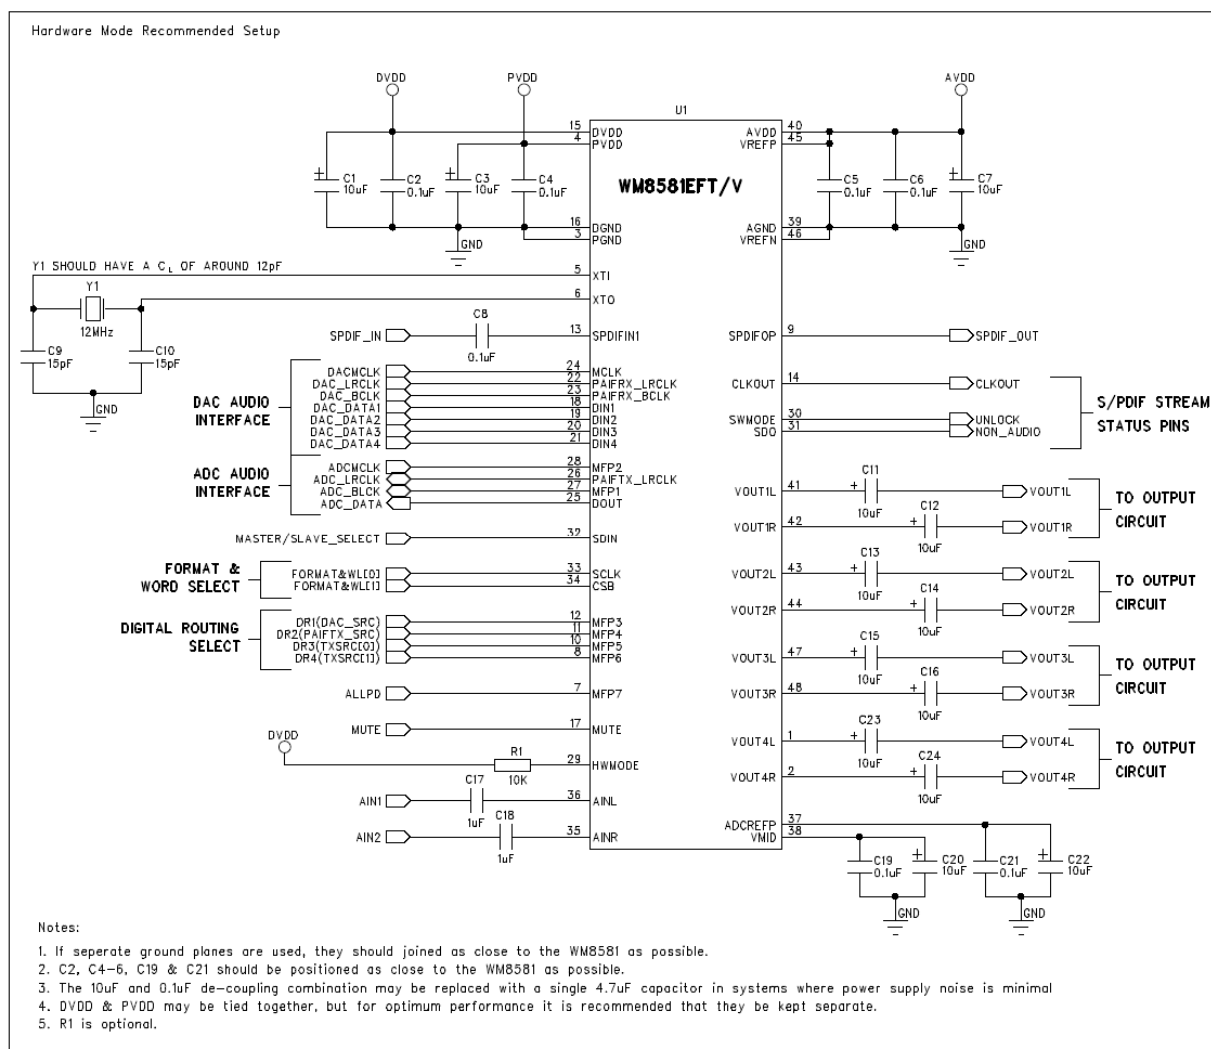 Hardware Mode Recommended Setup
DVDD
PVDD
AVDD
U1
WM8581EFT/V
15 DVDD
4 PVDD
AVDD 40
VREFP 45
C1 10uF
C2 0.1uF
C3 10uF
C4 0.1uF
C5 0.1uF
C6 0.1uF
C7 10uF
16 DGND
3 PGND
AGND 39
VREFN 46
GND
GND
Y1 SHOULD HAVE A CL OF AROUND 12pF
5 XTI
Y1
12MHz
6 XTO
C9 15pF
C10 15pF
GND
SPDIF_IN C8 0.1uF 13 SPDIFIN1
SPDIFOP 9 SPDIF_OUT
DAC AUDIO INTERFACE
DACMCLK 24 MCLK
DAC_LRCLK 22 PAIFRX_LRCLK
DAC_BCLK 23 PAIFRX_BCLK
DAC_DATA1 18 DIN1
DAC_DATA2 19 DIN2
DAC_DATA3 20 DIN3
DAC_DATA4 21 DIN4
CLKOUT 14 CLKOUT
SWMODE 30 UNLOCK
SDO 31 NON_AUDIO
S/PDIF STREAM STATUS PINS
ADC AUDIO INTERFACE
ADCMCLK 28 MFP2
ADC_LRCLK 26 PAIFTX_LRCLK
ADC_BLCK 27 MFP1
ADC_DATA 25 DOUT
VOUT1L 41 + C11 10uF VOUT1L
VOUT1R 42 + C12 10uF VOUT1R
TO OUTPUT CIRCUIT
MASTER/SLAVE_SELECT 32 SDIN
FORMAT & WORD SELECT
FORMAT&WL[0] 33 SCLK
FORMAT&WL[1] 34 CSB
VOUT2L 43 + C13 10uF VOUT2L
VOUT2R 44 + C14 10uF VOUT2R
TO OUTPUT CIRCUIT
DIGITAL ROUTING SELECT
DR1(DAC_SRC) 12 MFP3
DR2(PAIFTX_SRC) 11 MFP4
DR3(TXSRC[0]) 10 MFP5
DR4(TXSRC[1]) 8 MFP6
VOUT3L 47 + C15 10uF VOUT3L
VOUT3R 48 + C16 10uF VOUT3R
TO OUTPUT CIRCUIT
ALLPD 7 MFP7
MUTE 17 MUTE
VOUT4L 1 + C23 10uF VOUT4L
VOUT4R 2 + C24 10uF VOUT4R
TO OUTPUT CIRCUIT
DVDD R1 10K 29 HWMODE
AIN1 C17 1uF 36 AINL
AIN2 C18 1uF 35 AINR
ADCREFP 37
VMID 38
C19 0.1uF
C20 10uF
C21 0.1uF
C22 10uF
GND
GND
Notes:
1. If seperate ground planes are used, they should joined as close to the WM8581 as possible.
2. C2, C4-6, C19 & C21 should be positioned as close to the WM8581 as possible.
3. The 10uF and 0.1uF de-coupling combination may be replaced with a single 4.7uF capacitor in systems where power supply noise is minimal
4. DVDD & PVDD may be tied together, but for optimum performance it is recommended that they be kept separate.
5. R1 is optional.